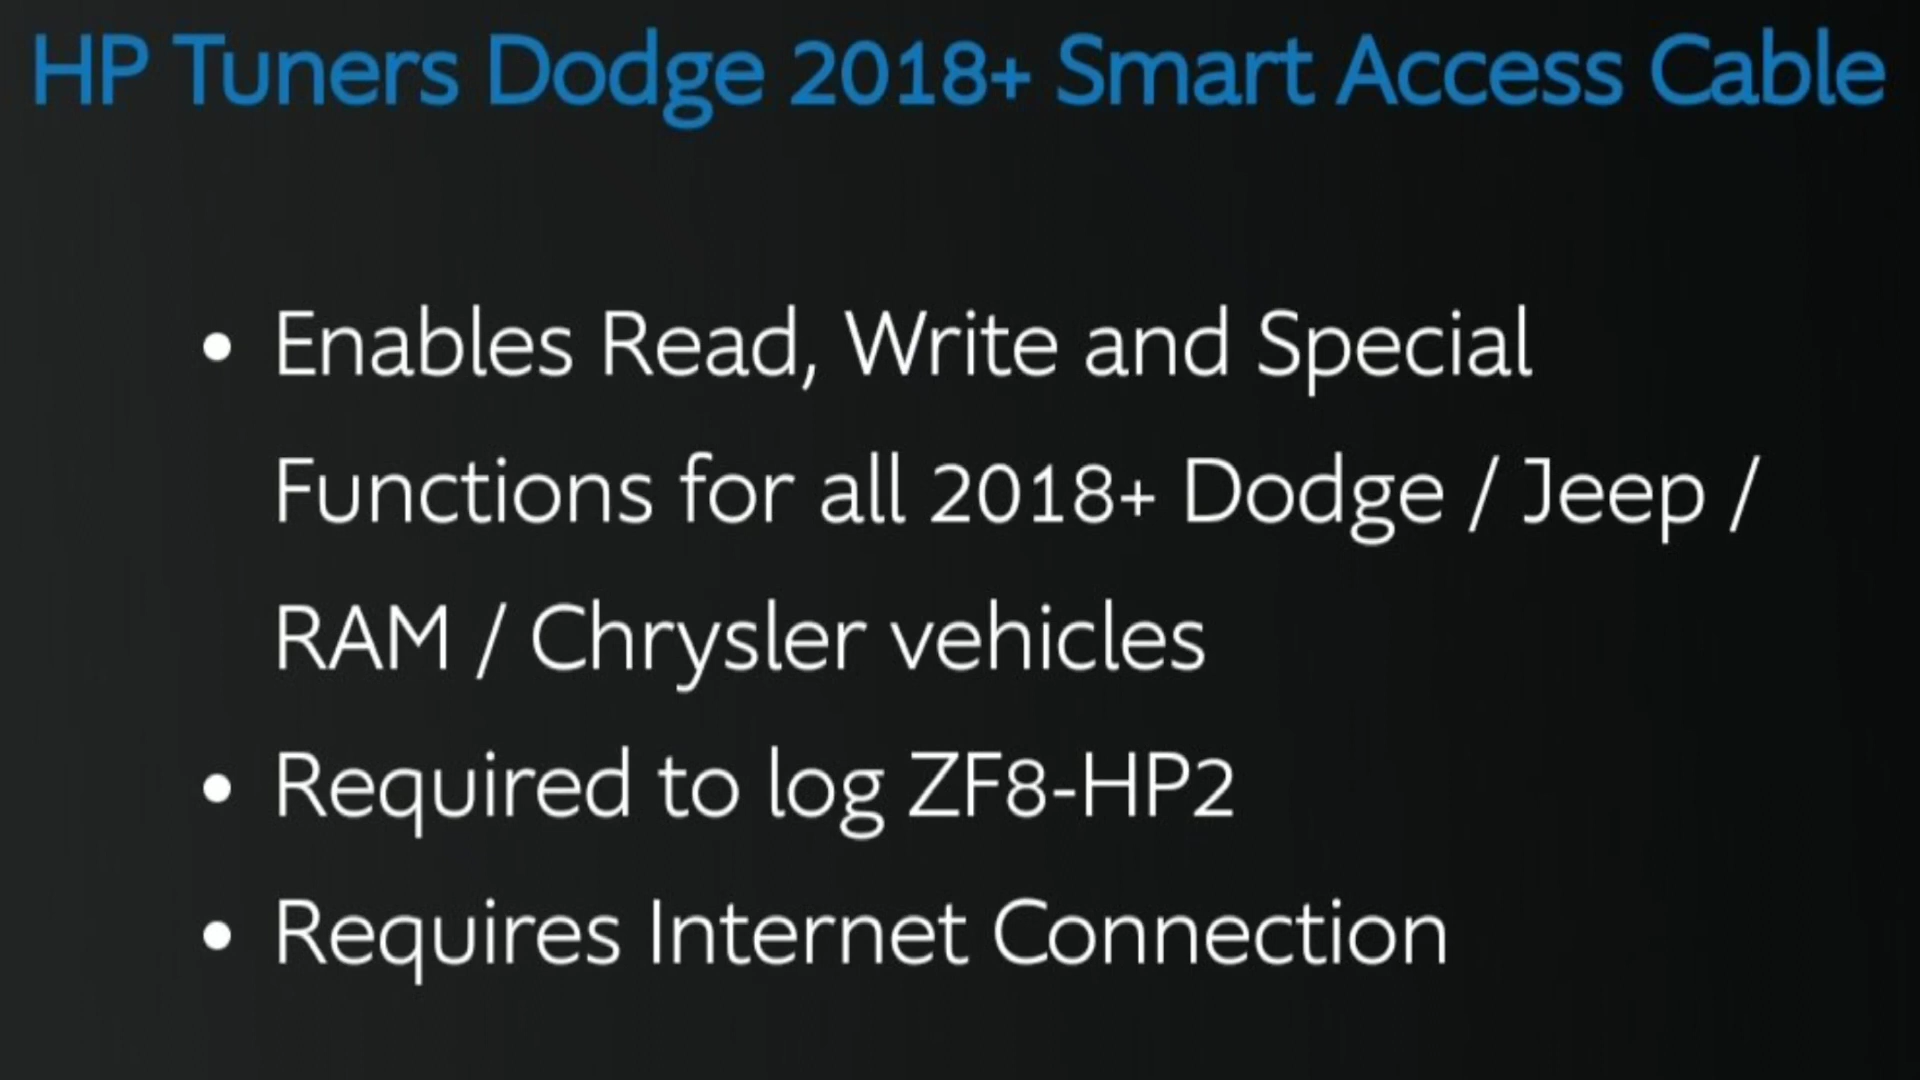 HP Tuners Dodge 2018+ Smart Access Cable
• Enables Read, Write and Special
Functions for all 2018+ Dodge / Jeep /
RAM / Chrysler vehicles
• Required to log ZF8-HP2
• Requires Internet Connection